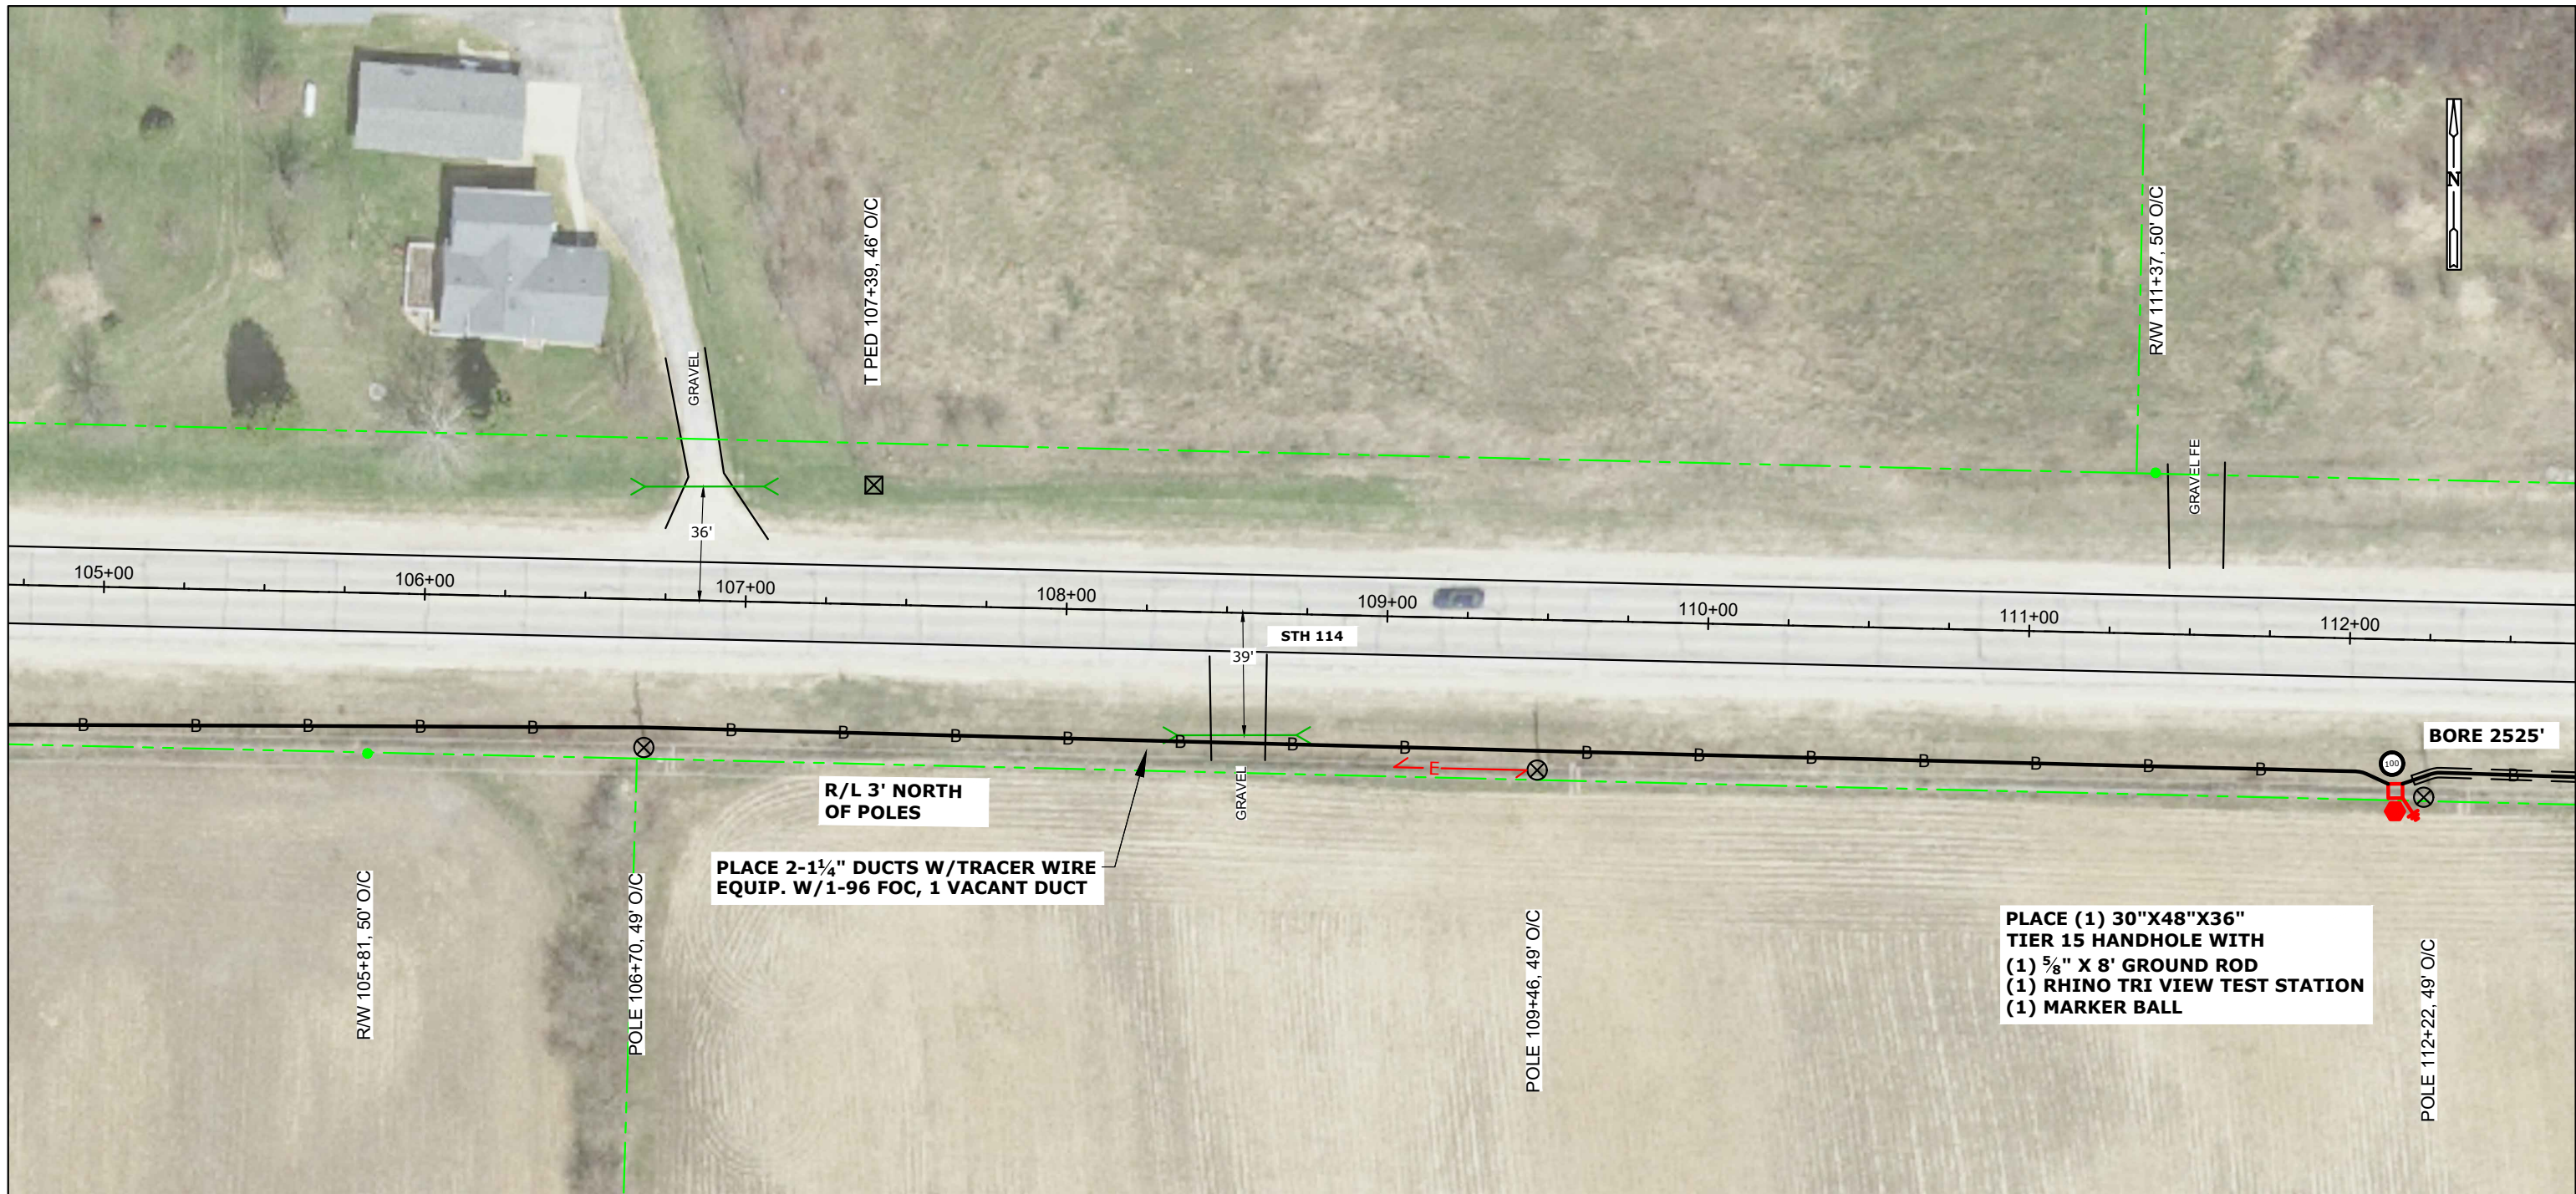 N
T PED 107+39, 46' O/C
R/W 111+37, 50' O/C
GRAVEL
GRAVEL FE
36'
105+00
106+00
107+00
108+00
109+00
110+00
111+00
112+00
STH 114
39'
B B B B B B B B B B B B B B B B B B B B B
E
100
BORE 2525'
R/L 3' NORTH
OF POLES
GRAVEL
PLACE 2-1¼" DUCTS W/TRACER WIRE
EQUIP. W/1-96 FOC, 1 VACANT DUCT
R/W 105+81, 50' O/C
POLE 106+70, 49' O/C
POLE 109+46, 49' O/C
PLACE (1) 30"X48"X36"
TIER 15 HANDHOLE WITH
(1) ⅝" X 8' GROUND ROD
(1) RHINO TRI VIEW TEST STATION
(1) MARKER BALL
POLE 112+22, 49' O/C